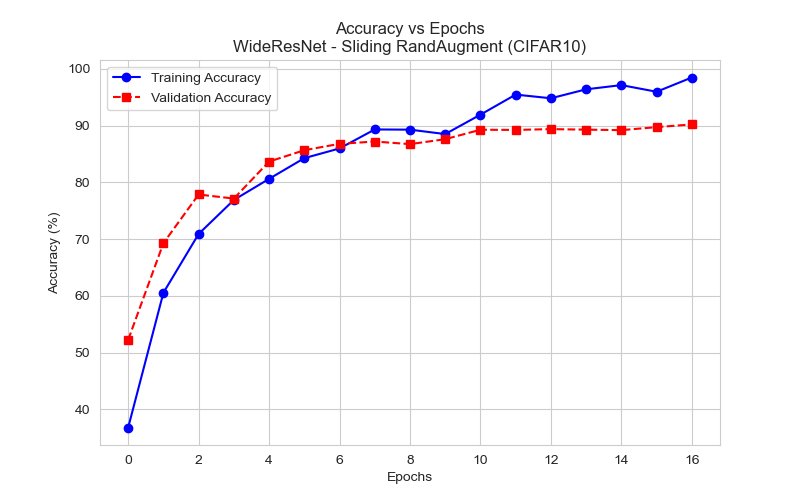 Accuracy vs Epochs
WideResNet - Sliding RandAugment (CIFAR10)
Training Accuracy
Validation Accuracy
100
90
80
70
60
50
40
Accuracy (%)
0 2 4 6 8 10 12 14 16
Epochs